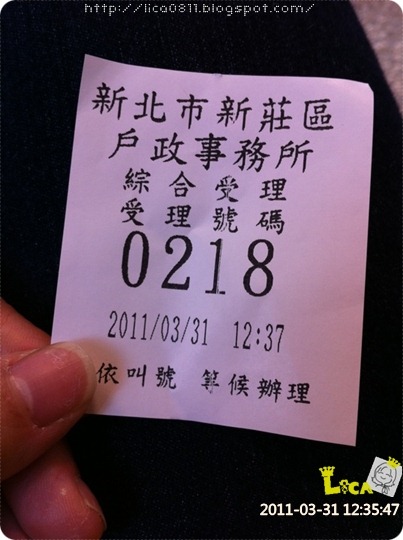 http://lica0811.blogspot.com/
新北市新莊區
戶政事務所
綜合受理
受理號碼
0218
2011/03/31 12:37
依叫號 等候辦理
LICA
2011-03-31 12:35:47